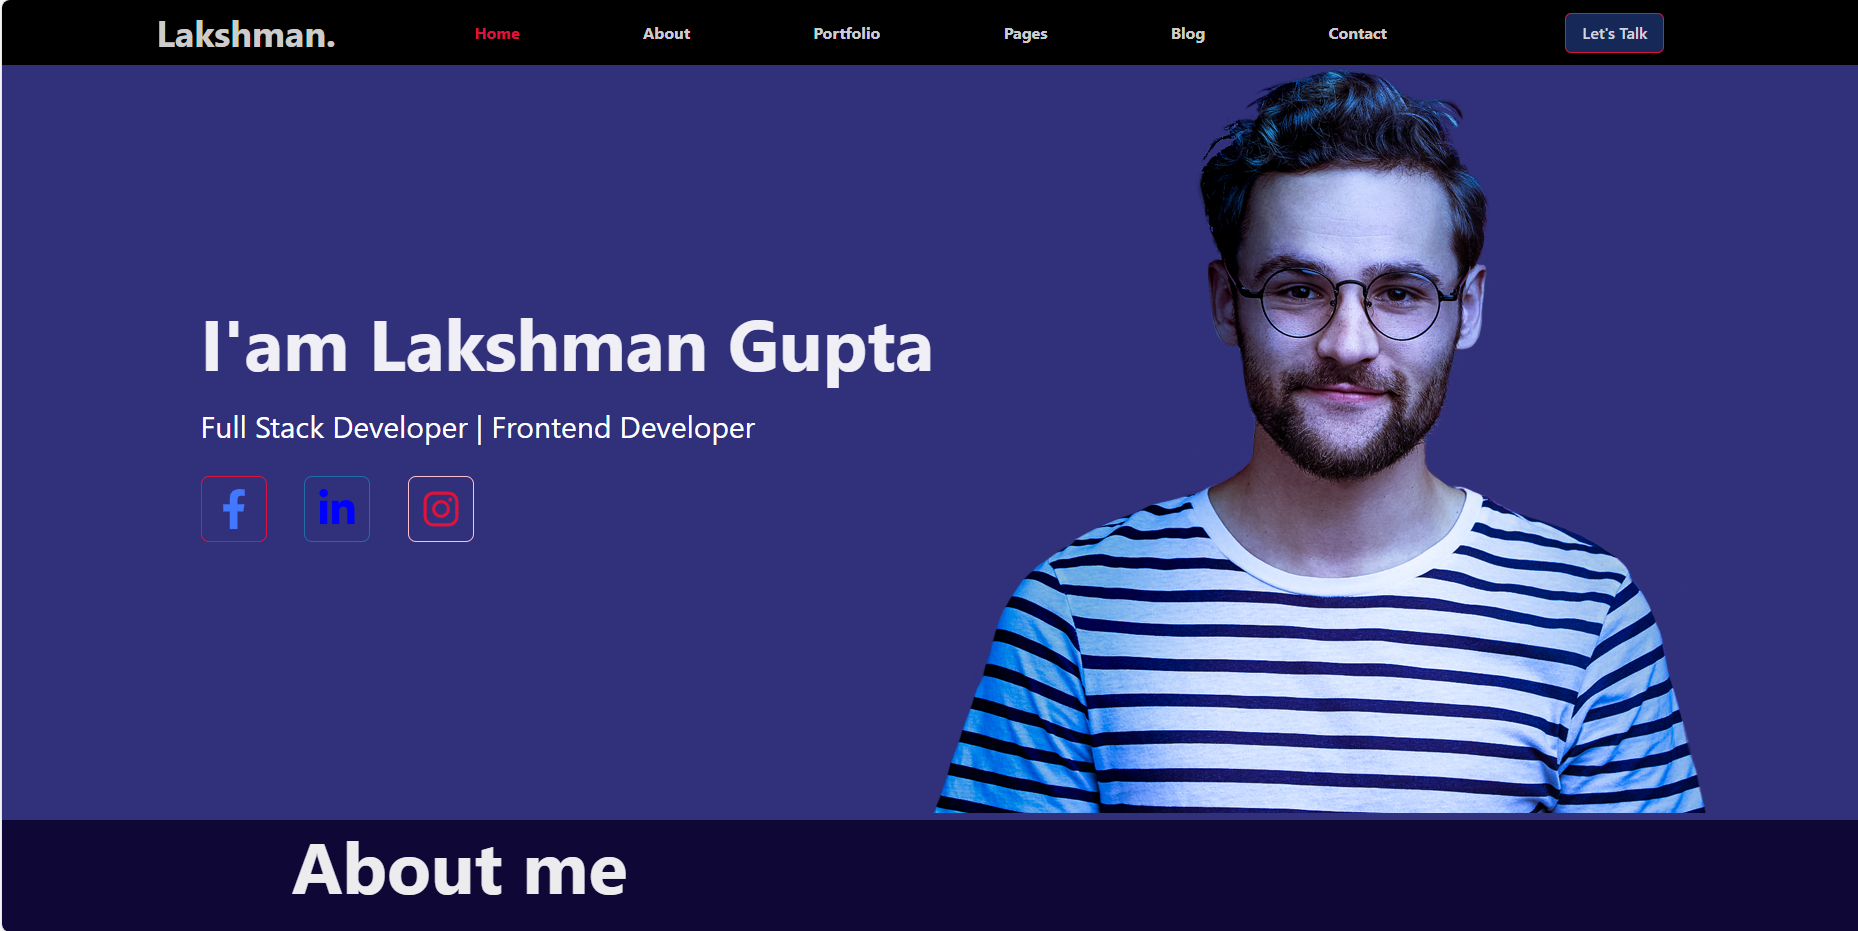 Lakshman.
Home About Portfolio Pages Blog Contact Let's Talk
I'am Lakshman Gupta
Full Stack Developer | Frontend Developer
f in
About me